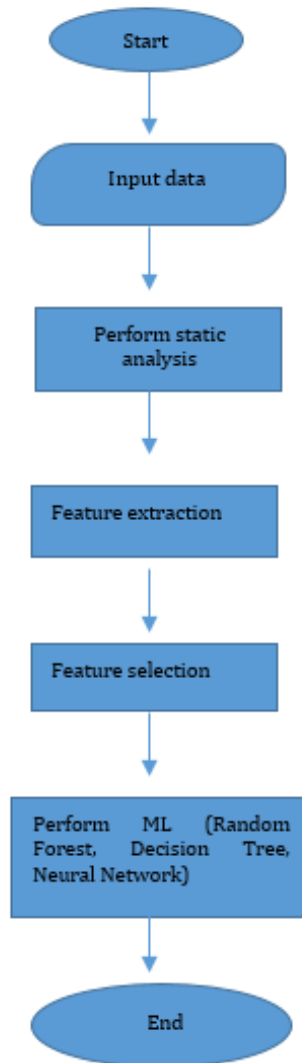 Start
Input data
Perform static
analysis
Feature extraction
Feature selection
Perform ML (Random
Forest, Decision Tree,
Neural Network)
End